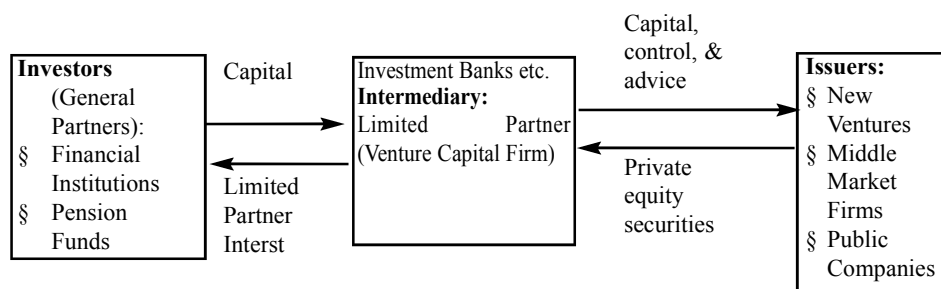 Investors
(General
Partners):
§ Financial
Institutions
§ Pension
Funds
Capital
Limited
Partner
Interst
Investment Banks etc.
Intermediary:
Limited Partner
(Venture Capital Firm)
Capital,
control, &
advice
Private
equity
securities
Issuers:
§ New
Ventures
§ Middle
Market
Firms
§ Public
Companies